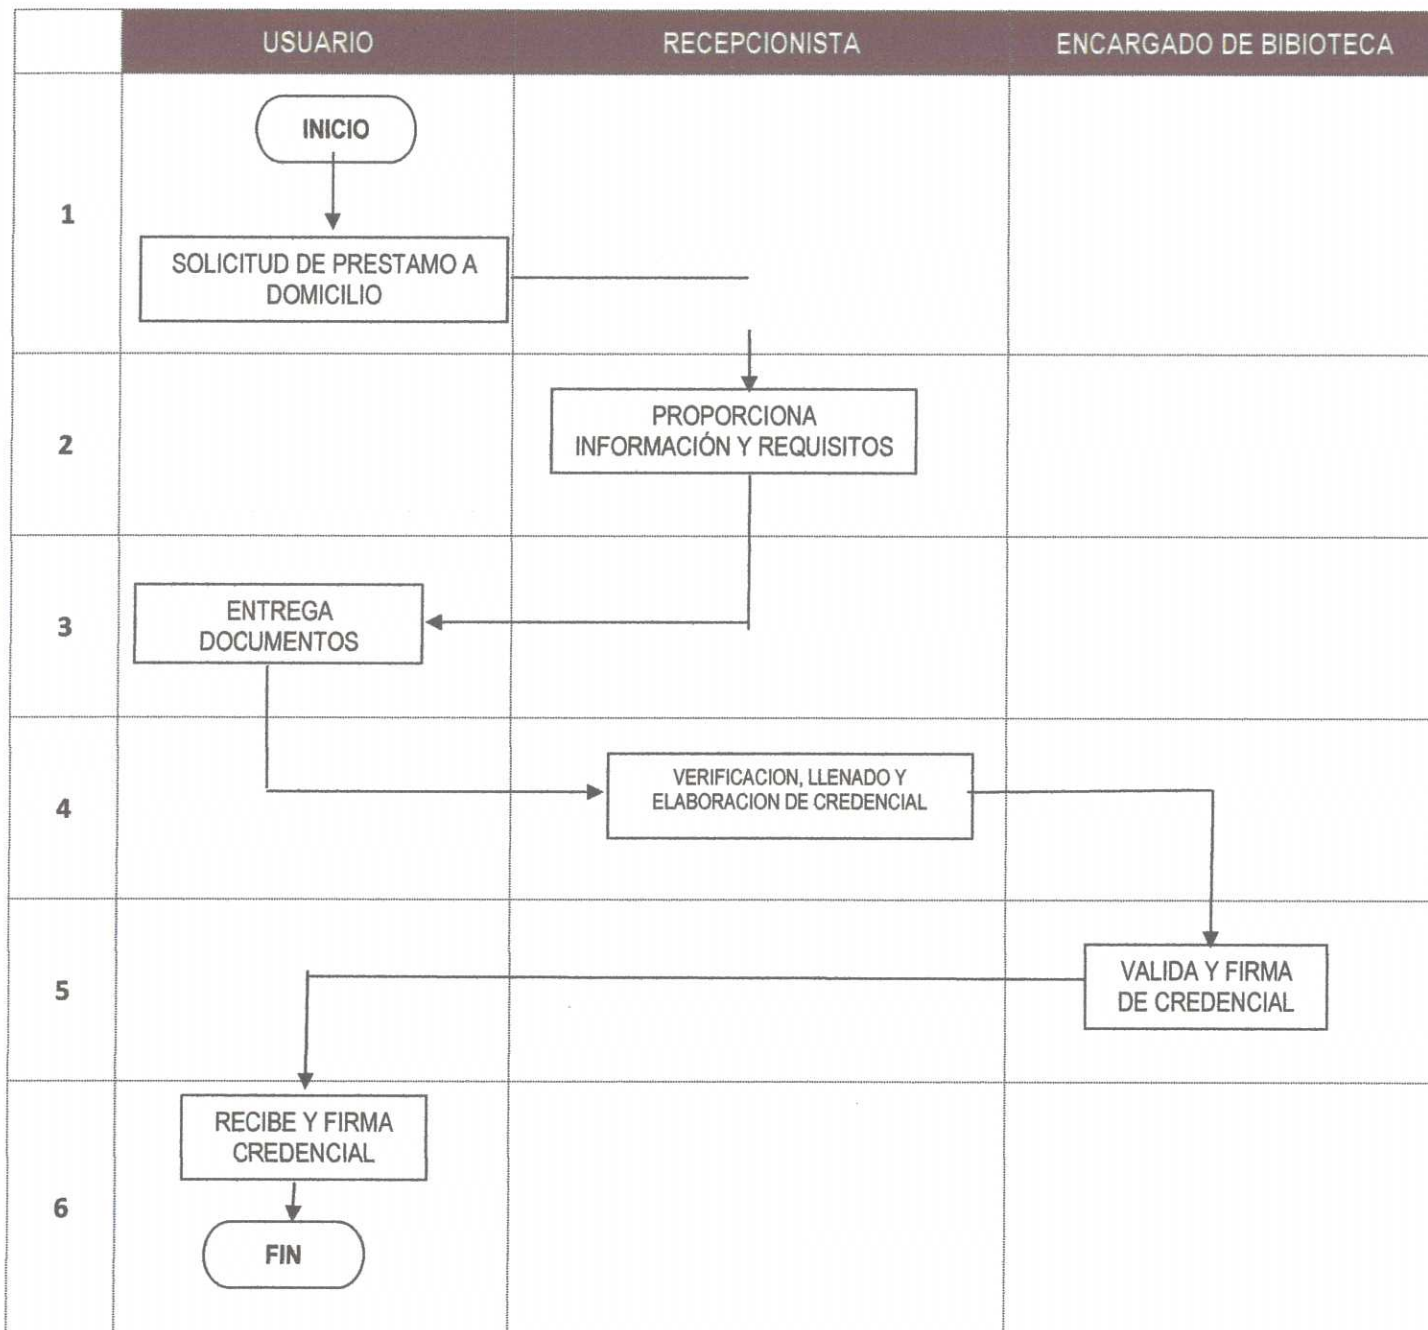 USUARIO
RECEPCIONISTA
ENCARGADO DE BIBIOTECA
INICIO
1
SOLICITUD DE PRESTAMO A
DOMICILIO
2
PROPORCIONA
INFORMACIÓN Y REQUISITOS
3
ENTREGA
DOCUMENTOS
4
VERIFICACION, LLENADO Y
ELABORACION DE CREDENCIAL
5
VALIDA Y FIRMA
DE CREDENCIAL
6
RECIBE Y FIRMA
CREDENCIAL
FIN